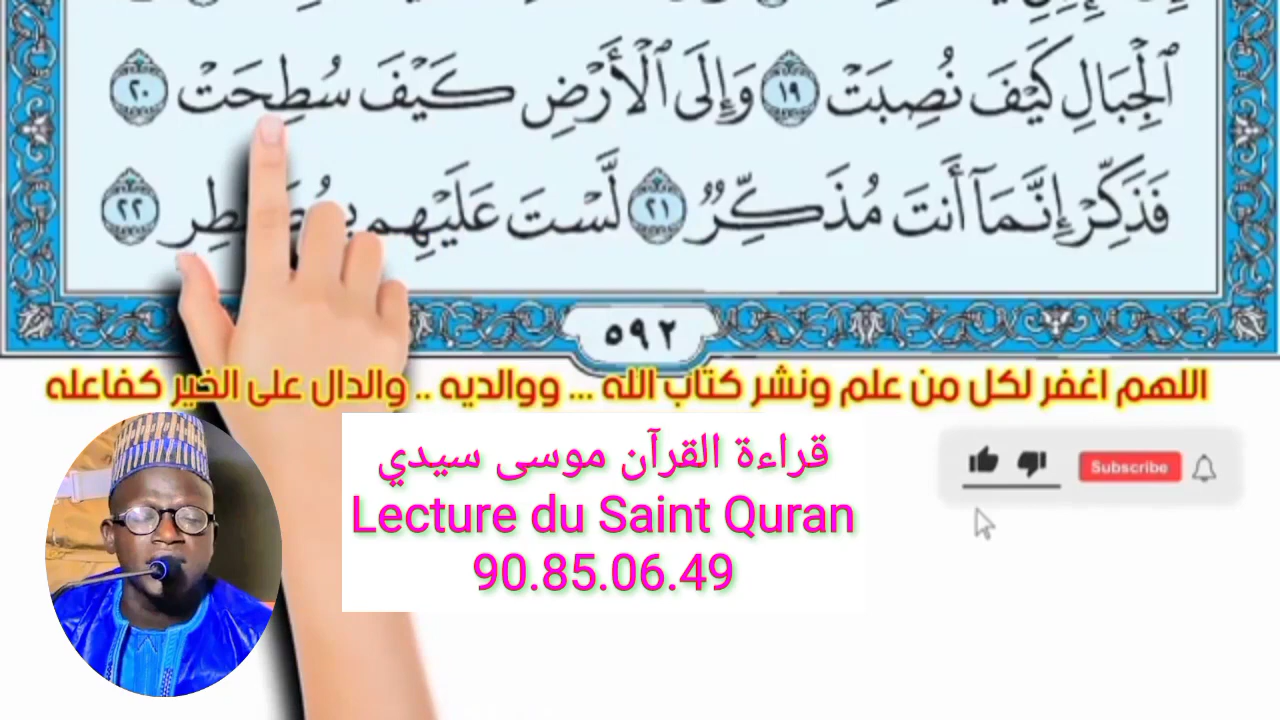 ٱلْجِبَالِ كَيْفَ نُصِبَتْ ١٩ وَإِلَى ٱلْأَرْضِ كَيْفَ سُطِحَتْ ٢٠
فَذَكِّرْ إِنَّمَآ أَنتَ مُذَكِّرٌ ٢١ لَّسْتَ عَلَيْهِم ٢٢
٥٩٢
اللهم اغفر لكل من علم ونشر كتاب الله ... ووالديه .. والدال على الخير كفاعله
قراءة القرآن موسى سيدي
Lecture du Saint Quran
90.85.06.49
Subscribe